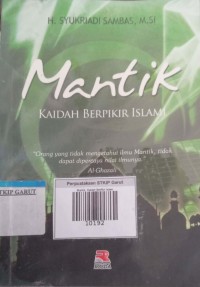 H. SYUKRIADI SAMBAS, M.SI
Mantik
KAIDAH BERPIKIR ISLAMI
"Orang yang tidak mengetahui ilmu Mantik, tidak
dapat dipercaya nilai ilmunya."
Al Ghazali
STKIP GARUT
Perpustakaan STKIP Garut
10192